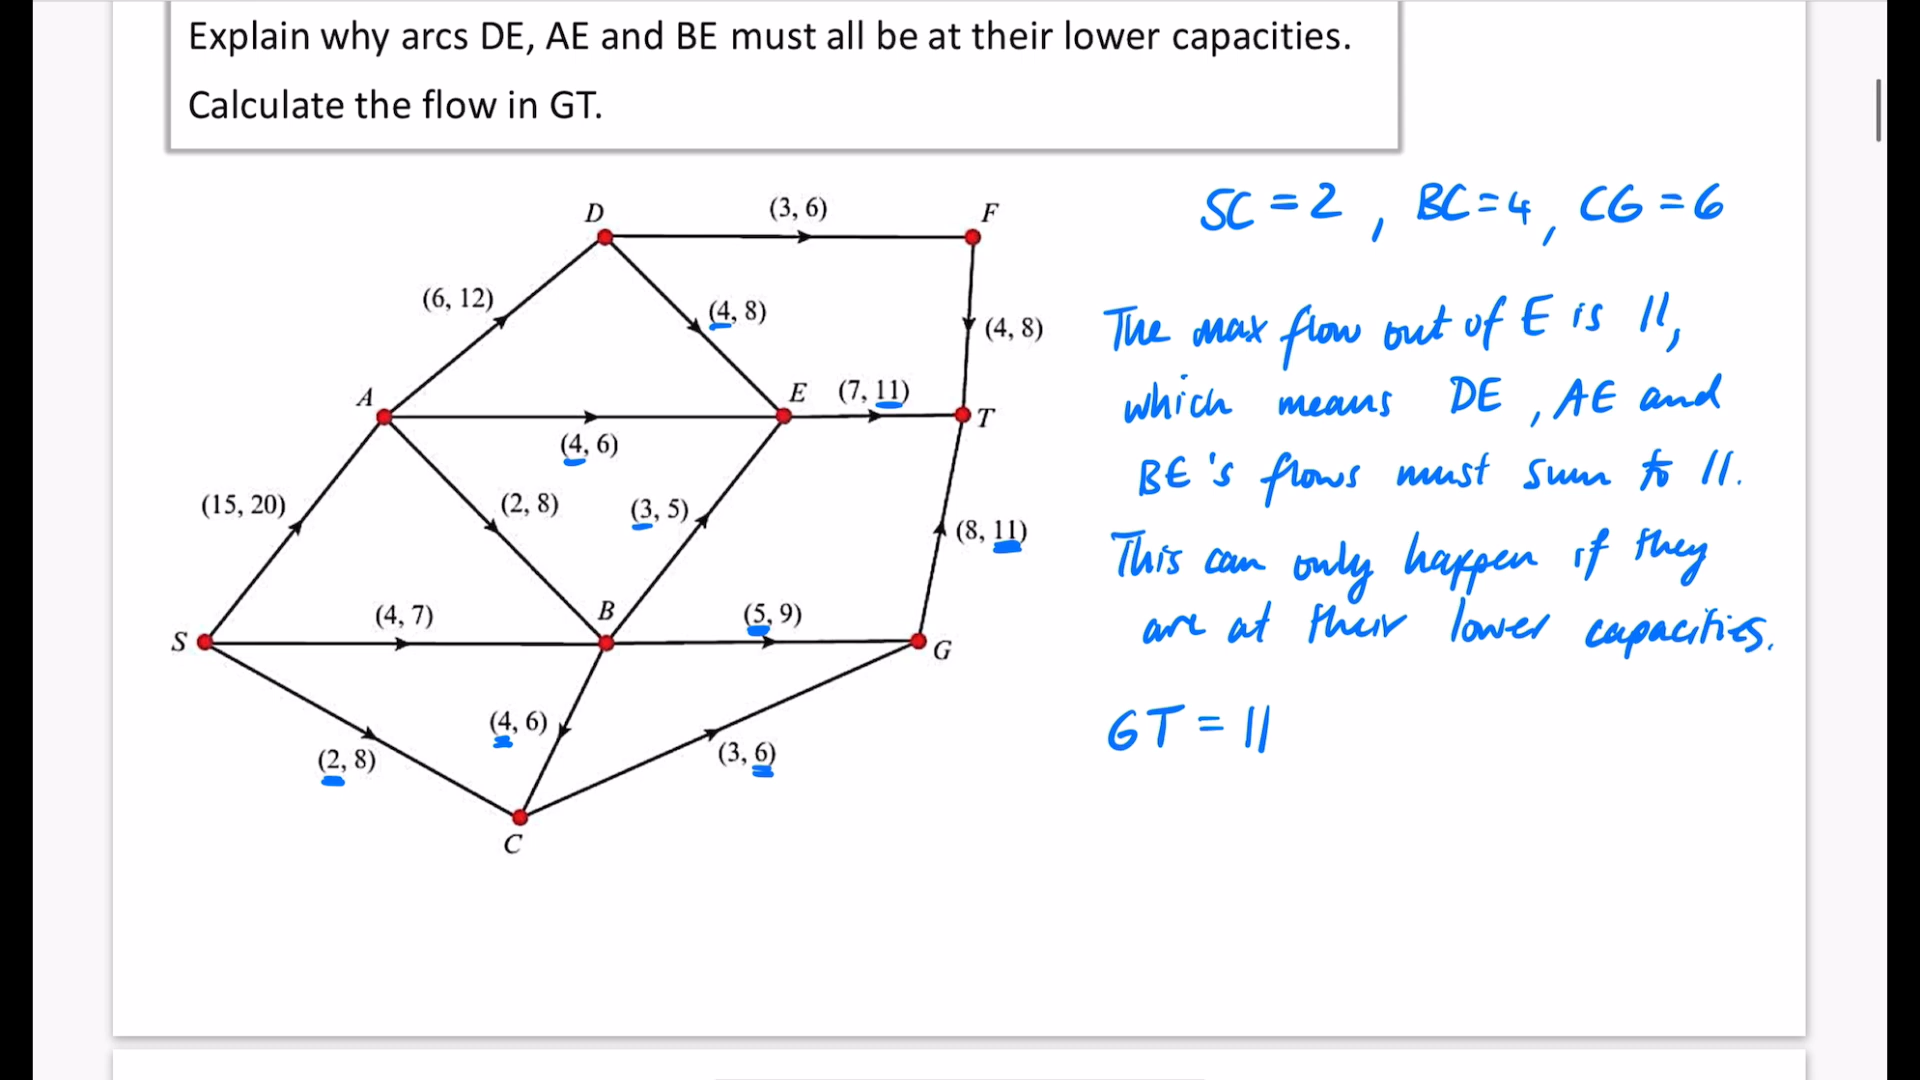 Explain why arcs DE, AE and BE must all be at their lower capacities.
Calculate the flow in GT.
D
(3, 6)
F
(6, 12)
(4, 8)
(4, 8)
A
E
(7, 11)
T
(4, 6)
(15, 20)
(2, 8)
(3, 5)
(8, 11)
S
(4, 7)
B
(5, 9)
G
(2, 8)
(4, 6)
(3, 6)
C
SC = 2 , BC = 4, CG = 6
The max flow out of E is 11,
which means DE , AE and
BE's flows must sum to 11.
This can only happen if they
are at their lower capacities.
GT = 11